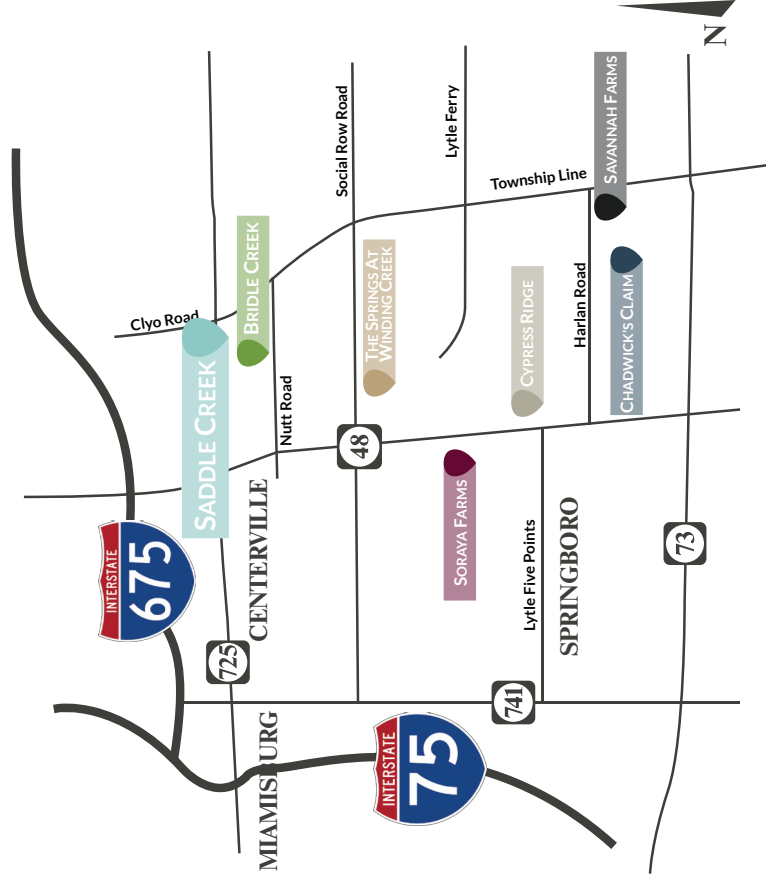 INTERSTATE
675
Clyo Road
SADDLE CREEK
725
BRIDLE CREEK
MIAMISBURG
CENTERVILLE
Nutt Road
Social Row Road
48
THE SPRINGS AT
WINDING CREEK
INTERSTATE
75
Lytle Ferry
SORAYA FARMS
741
CYPRESS RIDGE
Lytle Five Points
Township Line
SPRINGBORO
Harlan Road
SAVANNAH FARMS
CHADWICK'S CLAIM
73
N